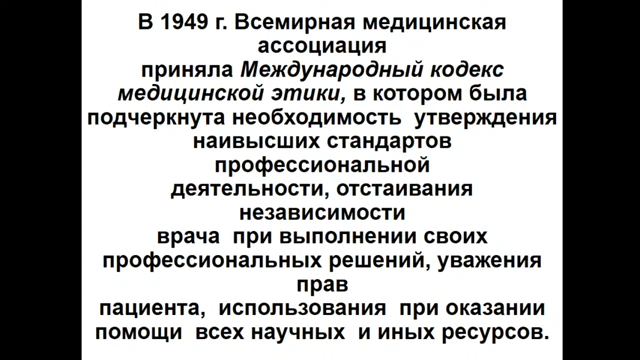 В 1949 г. Всемирная медицинская
ассоциация
приняла Международный кодекс
медицинской этики, в котором была
подчеркнута необходимость утверждения
наивысших стандартов
профессиональной
деятельности, отстаивания
независимости
врача при выполнении своих
профессиональных решений, уважения
прав
пациента, использования при оказании
помощи всех научных и иных ресурсов.